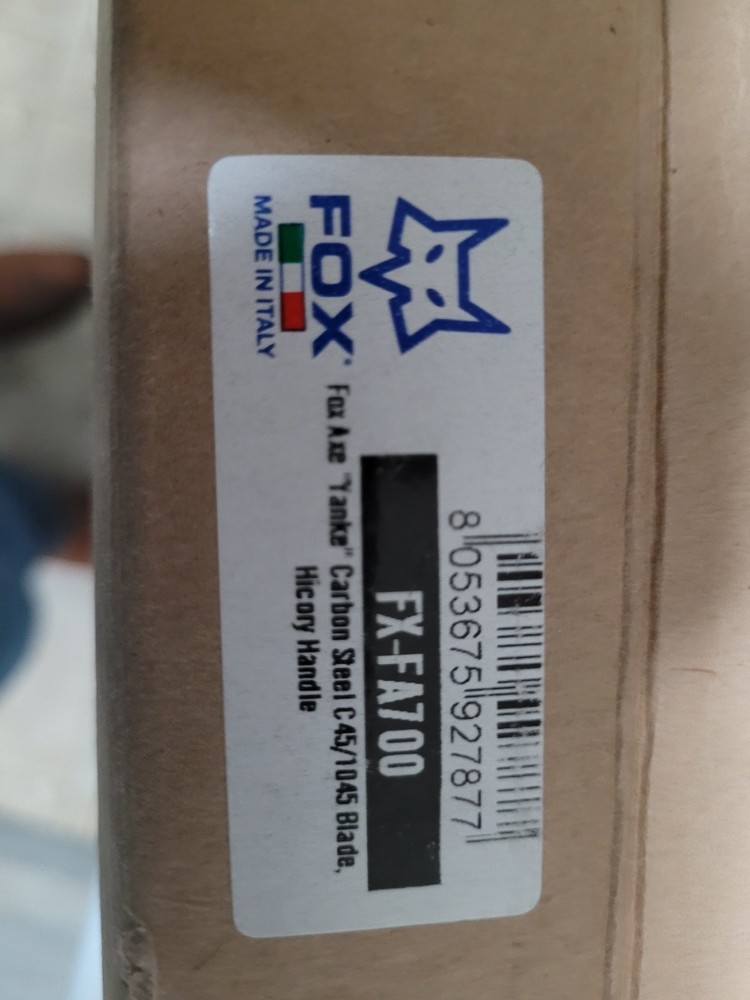 FOX
MADE IN ITALY
8 053675 927877
FX-FA700
Fox Axe "Yanke" Carbon Steel C45/1045 Blade,
Hicory Handle